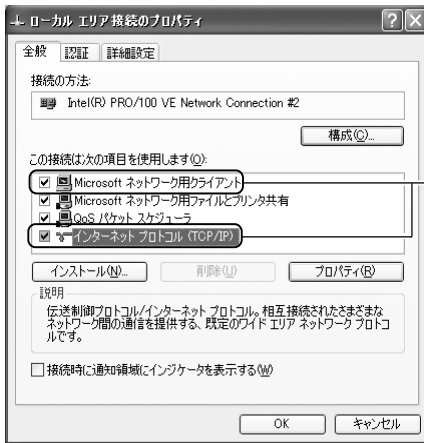 ローカル エリア接続のプロパティ
全般 認証 詳細設定
接続の方法:
Intel(R) PRO/100 VE Network Connection #2
構成(C)...
この接続は次の項目を使用します(O):
Microsoft ネットワーク用クライアント
Microsoft ネットワーク用ファイルとプリンタ共有
QoS パケット スケジューラ
インターネット プロトコル (TCP/IP)
インストール(N)... 削除(U) プロパティ(R)
説明
伝送制御プロトコル/インターネット プロトコル。相互接続されたさまざまな
ネットワーク間の通信を提供する、既定のワイド エリア ネットワーク プロトコ
ルです。
接続時に通知領域にインジケータを表示する(W)
OK キャンセル